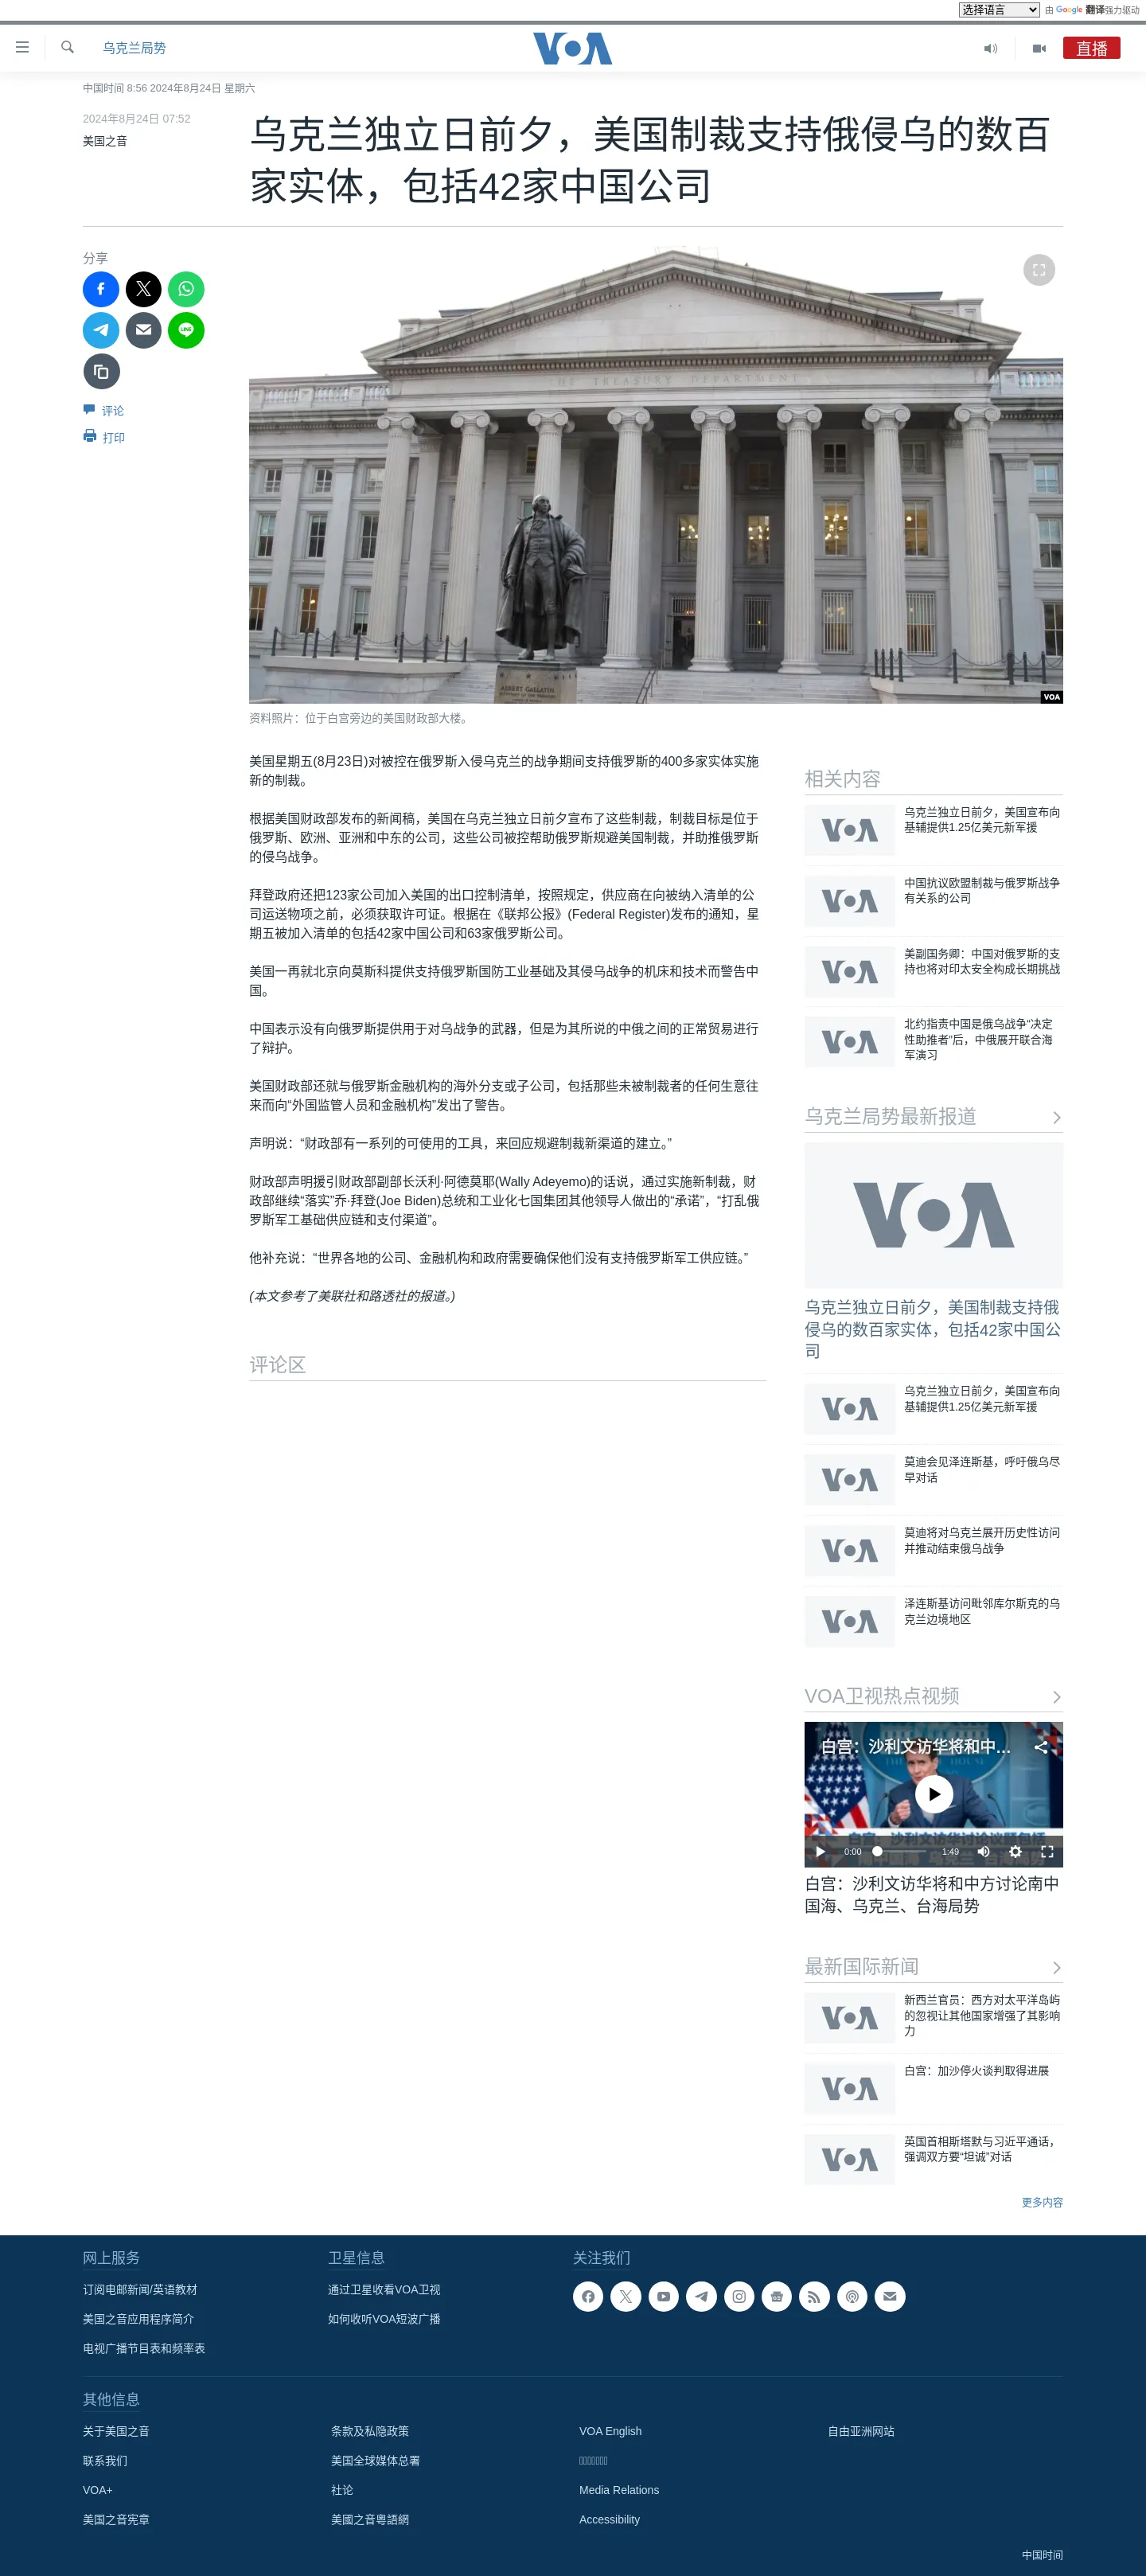 选择语言
由 Google 翻译强力驱动
乌克兰局势
VOA
直播
中国时间 8:56 2024年8月24日 星期六
2024年8月24日 07:52
美国之音
乌克兰独立日前夕，美国制裁支持俄侵乌的数百
家实体，包括42家中国公司
分享
评论
打印
THE TREASURY DEPARTMENT
ALBERT GALLATIN
VOA
资料照片：位于白宫旁边的美国财政部大楼。
美国星期五(8月23日)对被控在俄罗斯入侵乌克兰的战争期间支持俄罗斯的400多家实体实施
新的制裁。
根据美国财政部发布的新闻稿，美国在乌克兰独立日前夕宣布了这些制裁，制裁目标是位于
俄罗斯、欧洲、亚洲和中东的公司，这些公司被控帮助俄罗斯规避美国制裁，并助推俄罗斯
的侵乌战争。
拜登政府还把123家公司加入美国的出口控制清单，按照规定，供应商在向被纳入清单的公
司运送物项之前，必须获取许可证。根据在《联邦公报》(Federal Register)发布的通知，星
期五被加入清单的包括42家中国公司和63家俄罗斯公司。
美国一再就北京向莫斯科提供支持俄罗斯国防工业基础及其侵乌战争的机床和技术而警告中
国。
中国表示没有向俄罗斯提供用于对乌战争的武器，但是为其所说的中俄之间的正常贸易进行
了辩护。
美国财政部还就与俄罗斯金融机构的海外分支或子公司，包括那些未被制裁者的任何生意往
来而向“外国监管人员和金融机构”发出了警告。
声明说：“财政部有一系列的可使用的工具，来回应规避制裁新渠道的建立。”
财政部声明援引财政部副部长沃利·阿德莫耶(Wally Adeyemo)的话说，通过实施新制裁，财
政部继续“落实”乔·拜登(Joe Biden)总统和工业化七国集团其他领导人做出的“承诺”，“打乱俄
罗斯军工基础供应链和支付渠道”。
他补充说：“世界各地的公司、金融机构和政府需要确保他们没有支持俄罗斯军工供应链。”
(本文参考了美联社和路透社的报道。)
评论区
相关内容
VOA
乌克兰独立日前夕，美国宣布向
基辅提供1.25亿美元新军援
VOA
中国抗议欧盟制裁与俄罗斯战争
有关系的公司
VOA
美副国务卿：中国对俄罗斯的支
持也将对印太安全构成长期挑战
VOA
北约指责中国是俄乌战争“决定
性助推者”后，中俄展开联合海
军演习
乌克兰局势最新报道
VOA
乌克兰独立日前夕，美国制裁支持俄
侵乌的数百家实体，包括42家中国公
司
VOA
乌克兰独立日前夕，美国宣布向
基辅提供1.25亿美元新军援
VOA
莫迪会见泽连斯基，呼吁俄乌尽
早对话
VOA
莫迪将对乌克兰展开历史性访问
并推动结束俄乌战争
VOA
泽连斯基访问毗邻库尔斯克的乌
克兰边境地区
VOA卫视热点视频
白宫：沙利文访华将和中...
0:00
1:49
白宫：沙利文访华将和中方讨论南中
国海、乌克兰、台海局势
最新国际新闻
VOA
新西兰官员：西方对太平洋岛屿
的忽视让其他国家增强了其影响
力
VOA
白宫：加沙停火谈判取得进展
VOA
英国首相斯塔默与习近平通话，
强调双方要“坦诚”对话
更多内容
网上服务
订阅电邮新闻/英语教材
美国之音应用程序简介
电视广播节目表和频率表
卫星信息
通过卫星收看VOA卫视
如何收听VOA短波广播
关注我们
其他信息
关于美国之音
联系我们
VOA+
美国之音宪章
条款及私隐政策
美国全球媒体总署
社论
美國之音粵語網
VOA English
Media Relations
Accessibility
自由亚洲网站
中国时间